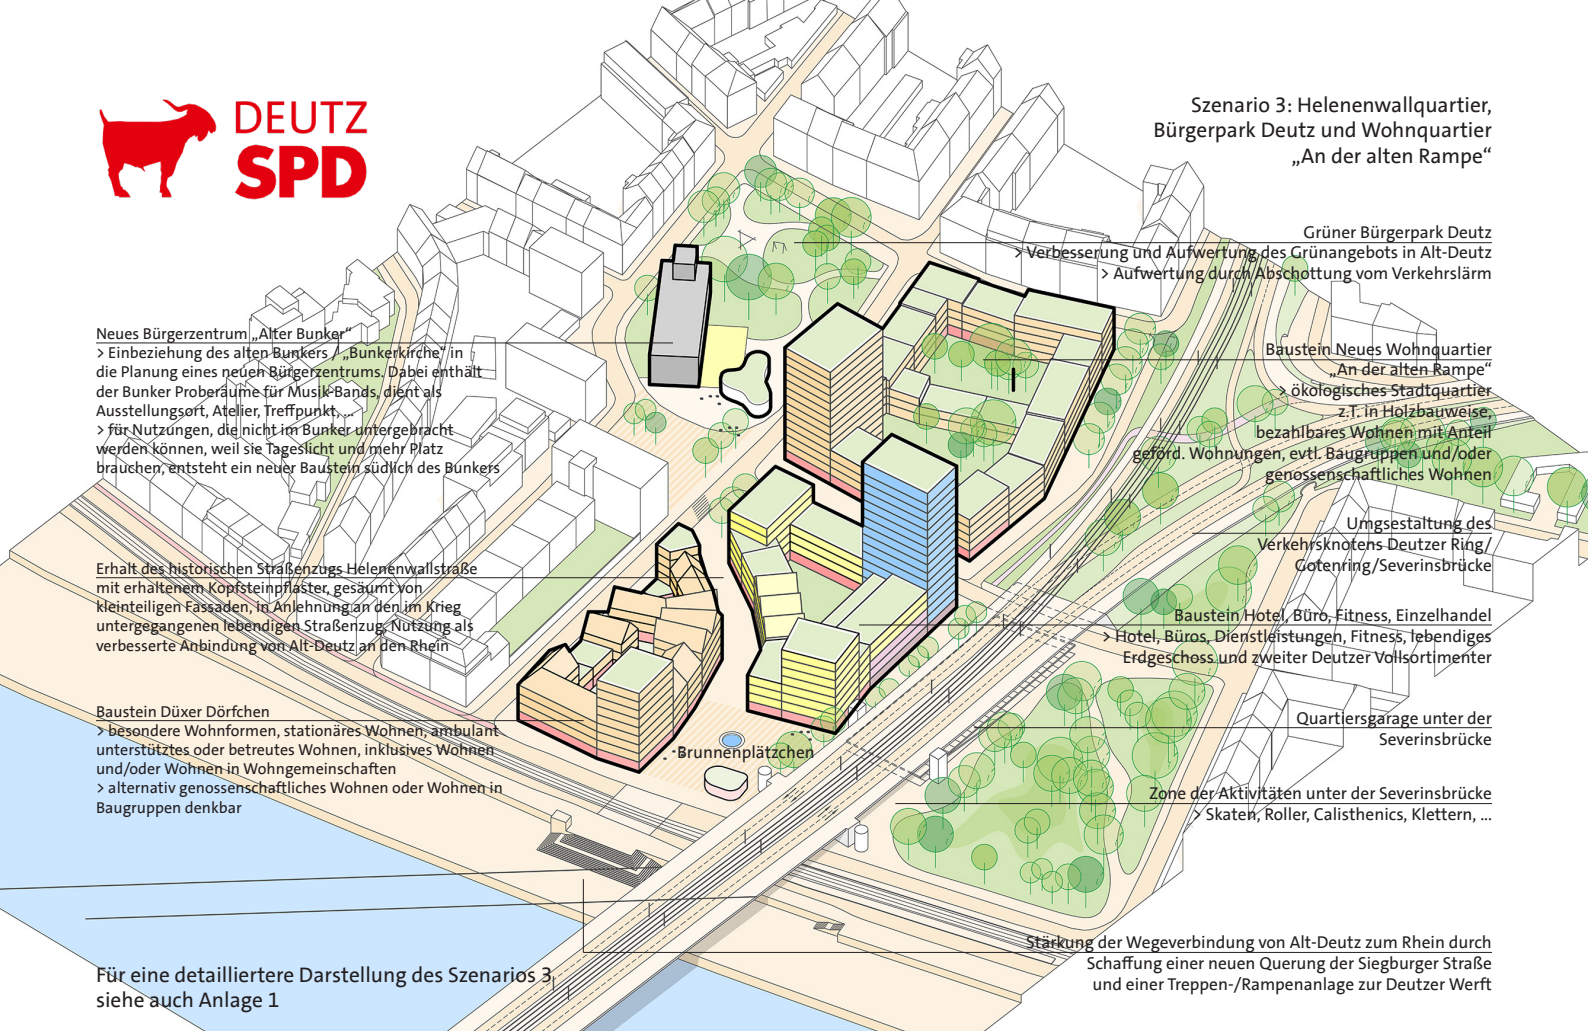 DEUTZ
SPD
Szenario 3: Helenenwallquartier,
Bürgerpark Deutz und Wohnquartier
„An der alten Rampe“
Grüner Bürgerpark Deutz
> Verbesserung und Aufwertung des Grünangebots in Alt-Deutz
> Aufwertung durch Abschottung vom Verkehrslärm
Neues Bürgerzentrum „Alter Bunker“
> Einbeziehung des alten Bunkers / „Bunkerkirche“ in
die Planung eines neuen Bürgerzentrums. Dabei enthält
der Bunker Proberäume für Musik-Bands, dient als
Ausstellungsort, Atelier, Treffpunkt, ...
> für Nutzungen, die nicht im Bunker untergebracht
werden können, weil sie Tageslicht und mehr Platz
brauchen, entsteht ein neuer Baustein südlich des Bunkers
Baustein Neues Wohnquartier
„An der alten Rampe“
> ökologisches Stadtquartier
z.T. in Holzbauweise,
bezahlbares Wohnen mit Anteil
geförd. Wohnungen, evtl. Baugruppen und/oder
genossenschaftliches Wohnen
Umgsestaltung des
Verkehrsknotens Deutzer Ring/
Gotenring/Severinsbrücke
Erhalt des historischen Straßenzugs Helenenwallstraße
mit erhaltenem Kopfsteinpflaster, gesäumt von
kleinteiligen Fassaden, in Anlehnung an den im Krieg
untergegangenen lebendigen Straßenzug, Nutzung als
verbesserte Anbindung von Alt-Deutz an den Rhein
Baustein Hotel, Büro, Fitness, Einzelhandel
> Hotel, Büros, Dienstleistungen, Fitness, lebendiges
Erdgeschoss und zweiter Deutzer Vollsortimenter
Baustein Düxer Dörfchen
> besondere Wohnformen, stationäres Wohnen, ambulant
unterstütztes oder betreutes Wohnen, inklusives Wohnen
und/oder Wohnen in Wohngemeinschaften
> alternativ genossenschaftliches Wohnen oder Wohnen in
Baugruppen denkbar
Quartiersgarage unter der
Severinsbrücke
Brunnenplätzchen
Zone der Aktivitäten unter der Severinsbrücke
> Skaten, Roller, Calisthenics, Klettern, ...
Stärkung der Wegeverbindung von Alt-Deutz zum Rhein durch
Schaffung einer neuen Querung der Siegburger Straße
und einer Treppen-/Rampenanlage zur Deutzer Werft
Für eine detailliertere Darstellung des Szenarios 3,
siehe auch Anlage 1